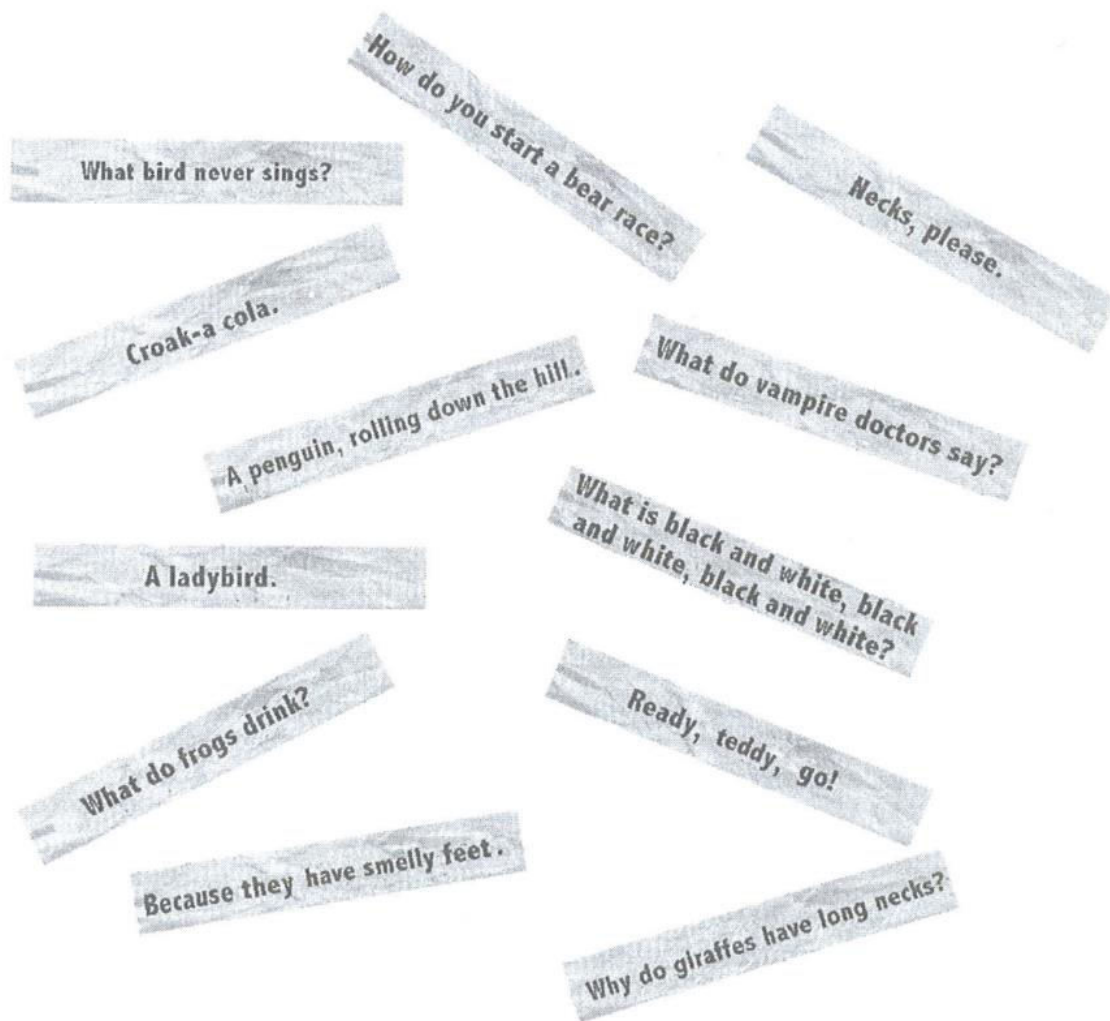 How do you start a bear race?
What bird never sings?
Necks, please.
Croak-a cola.
What do vampire doctors say?
A penguin, rolling down the hill.
What is black and white, black
and white, black and white?
A ladybird.
What do frogs drink?
Ready, teddy, go!
Because they have smelly feet.
Why do giraffes have long necks?